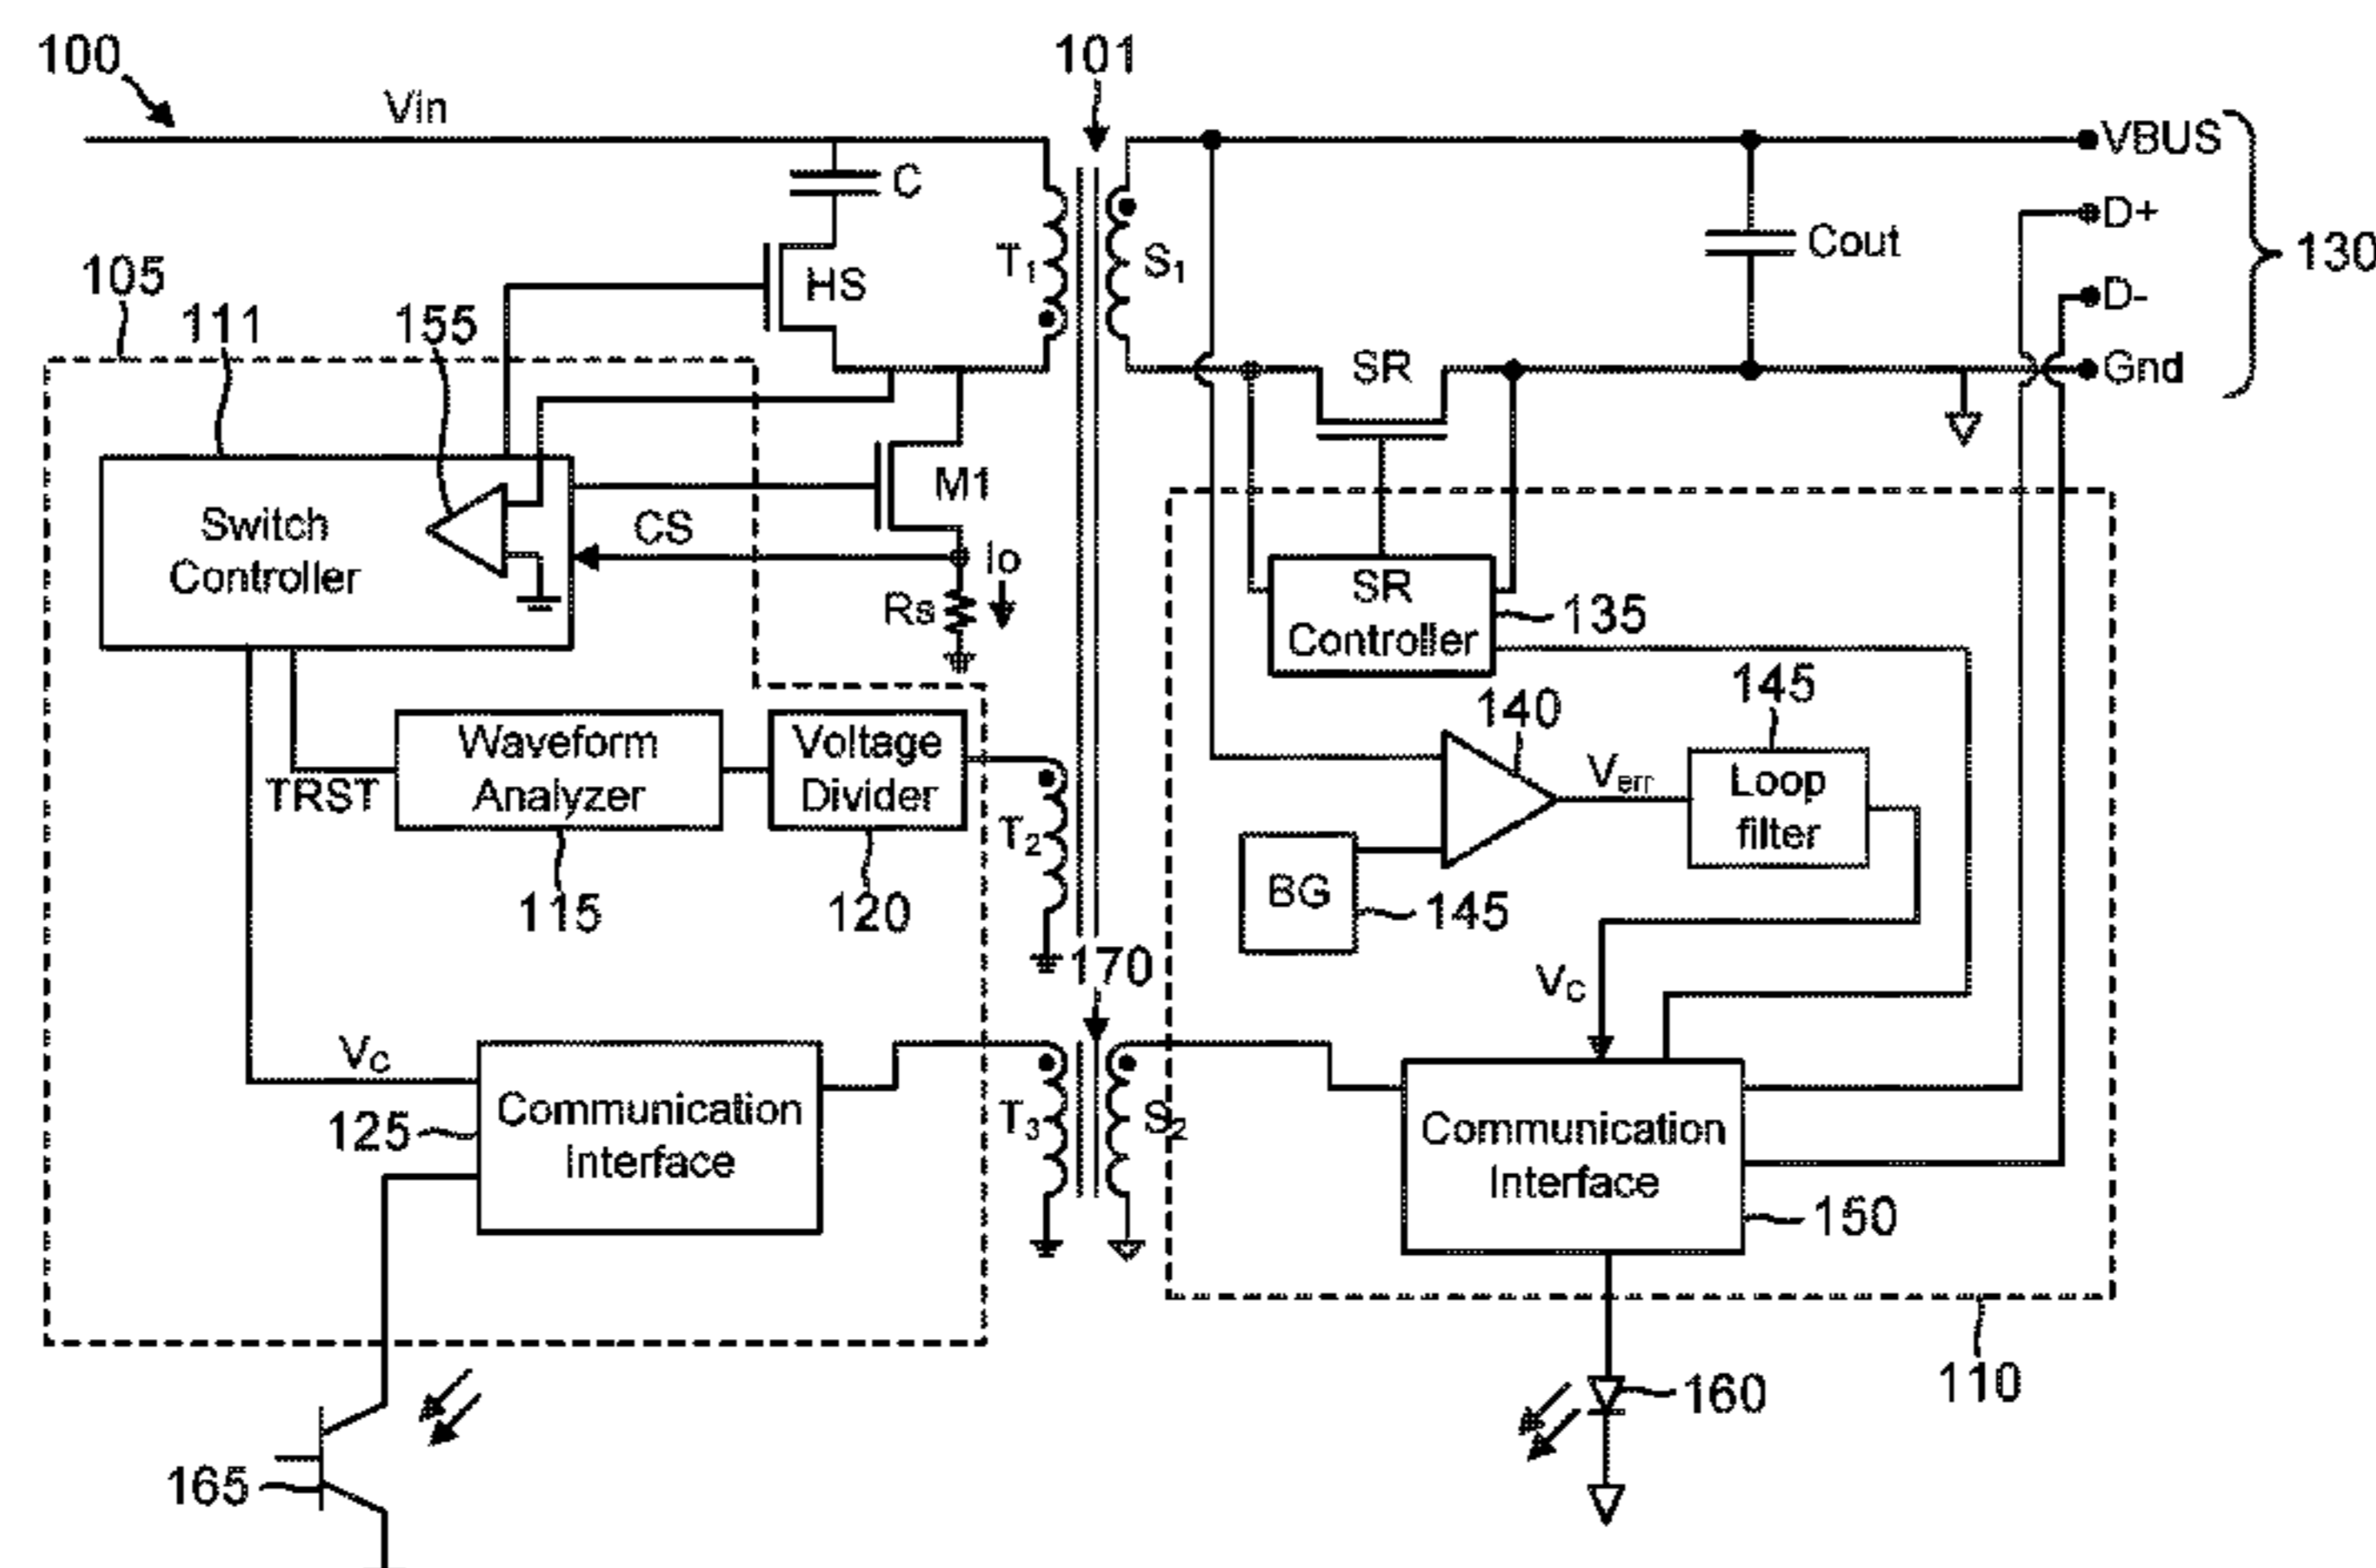 100
101
Vin
VBUS
C
D+
130
T1
S1
Cout
105
HS
D-
111
155
SR
Gnd
M1
Switch
Controller
CS
Io
Rs
SR
Controller
135
145
140
Waveform
Analyzer
Voltage
Divider
Verr
Loop
filter
TRST
T2
115
120
BG
145
170
VC
VC
Communication
Interface
125
T3
S2
Communication
Interface
150
110
160
165